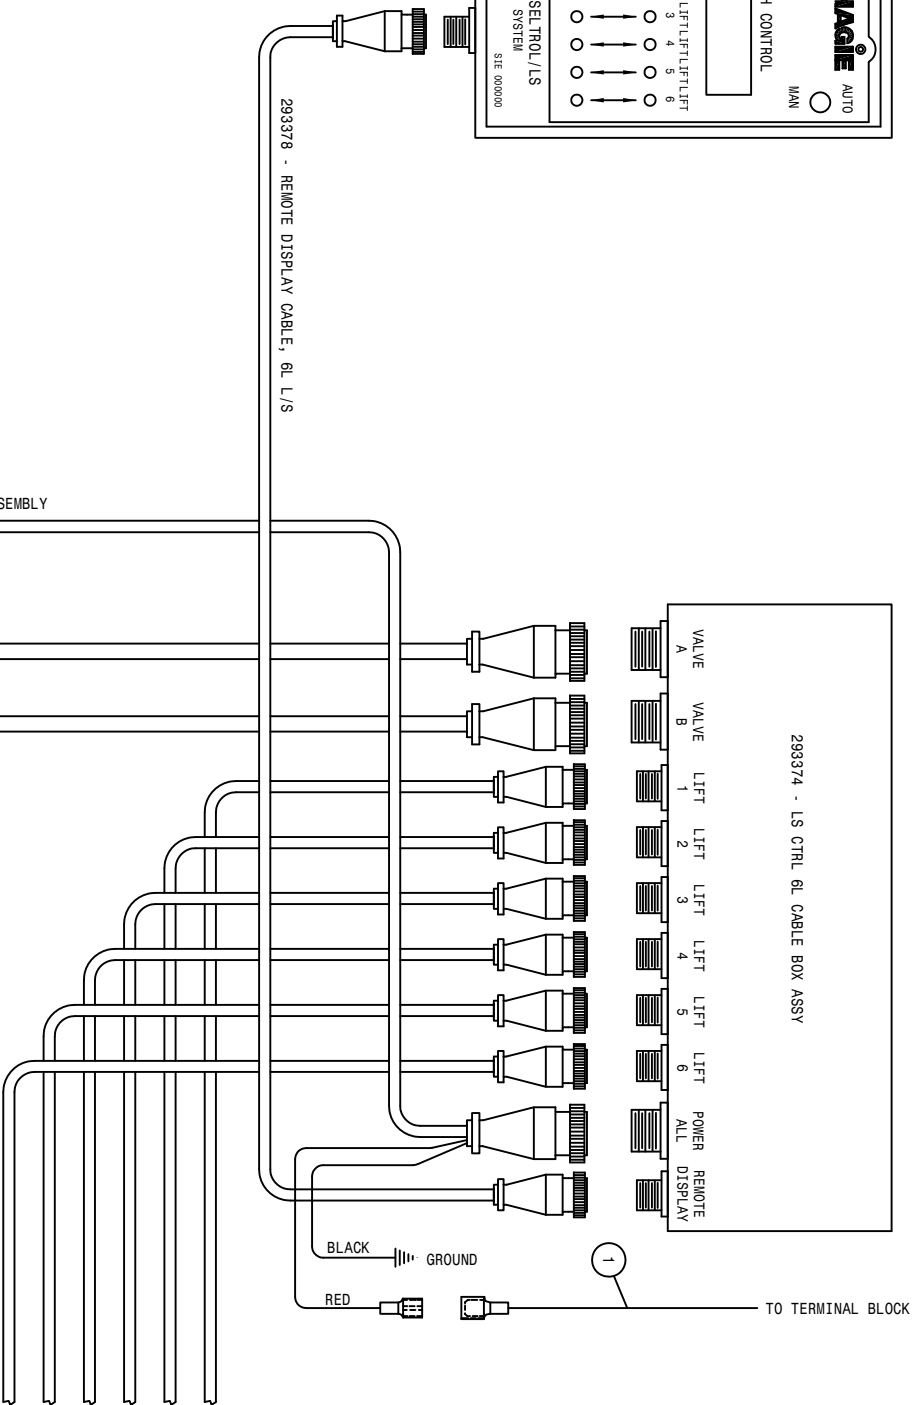 AUTO
MAN
H CONTROL
LIFT LIFT LIFT LIFT
3 4 5 6
SELTROL/LS
SYSTEM
SIE 000000
293378 - REMOTE DISPLAY CABLE, 6L L/S
SEMBLY
293374 - LS CTRL 6L CABLE BOX ASSY
VALVE
A
VALVE
B
LIFT
1
LIFT
2
LIFT
3
LIFT
4
LIFT
5
LIFT
6
POWER
ALL
REMOTE
DISPLAY
BLACK
GROUND
RED
1
TO TERMINAL BLOCK